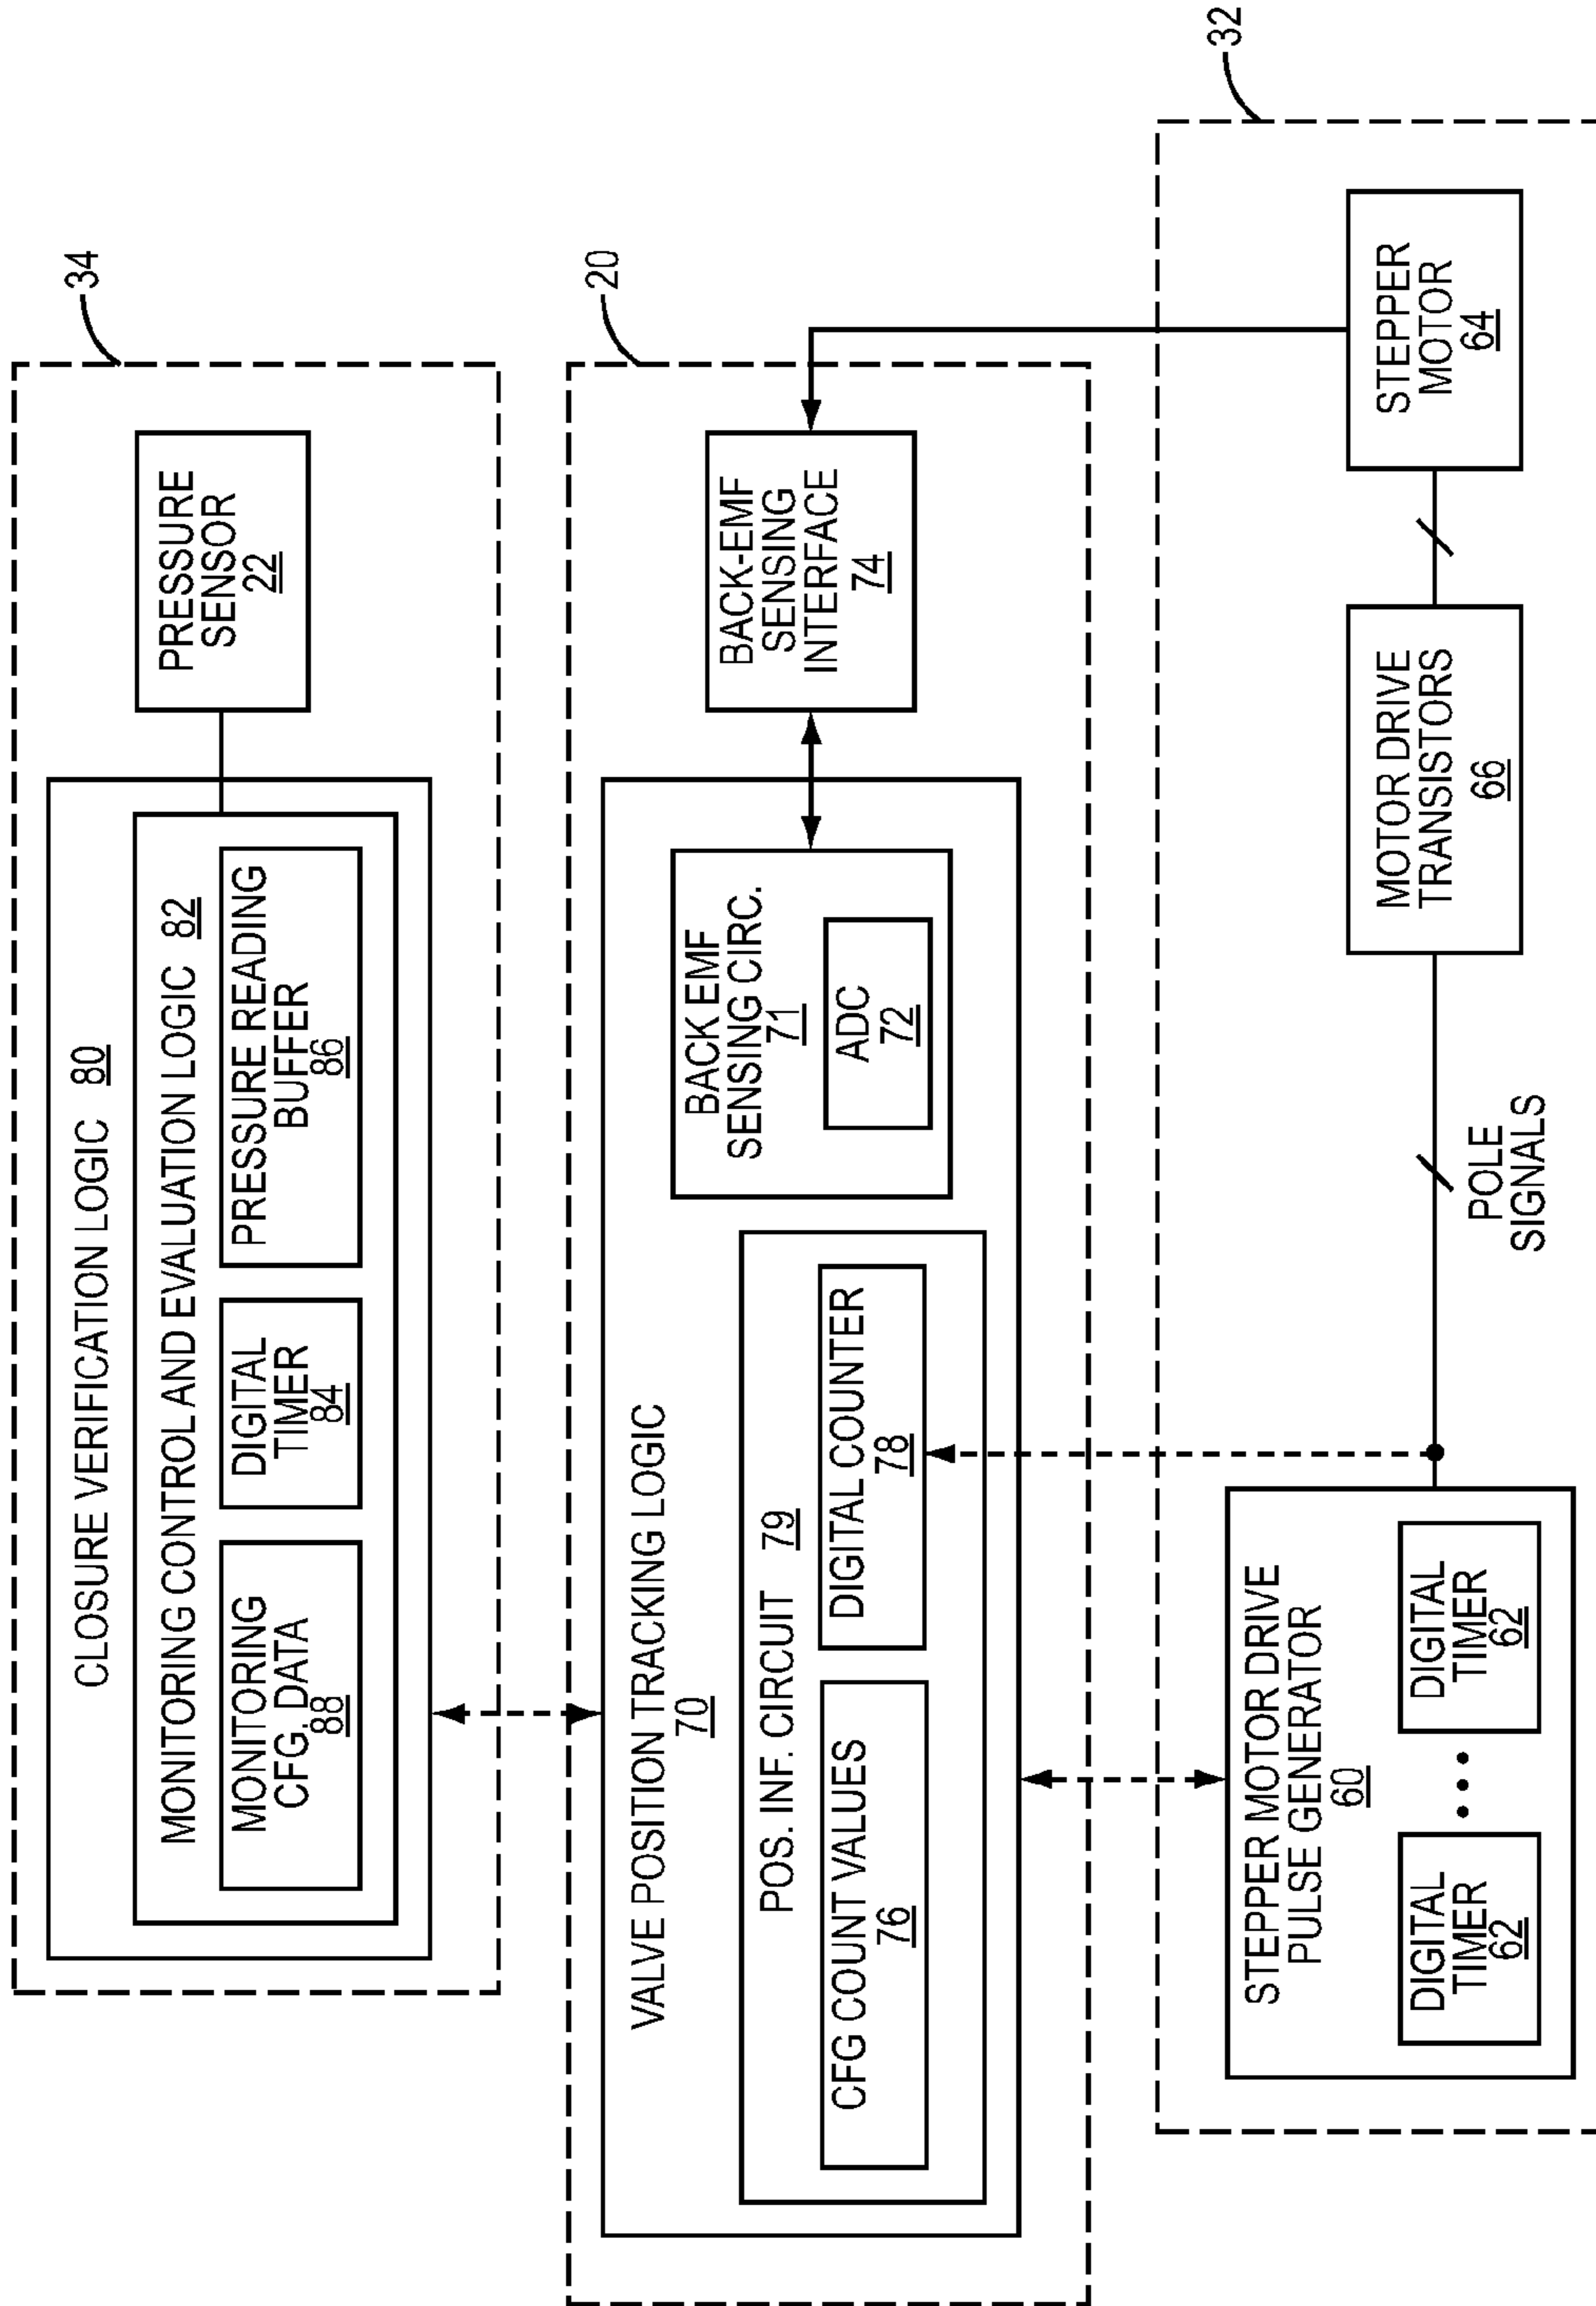 34
CLOSURE VERIFICATION LOGIC 80
MONITORING CONTROL AND EVALUATION LOGIC 82
MONITORING
CFG. DATA
88
DIGITAL
TIMER
84
PRESSURE READING
BUFFER
86
PRESSURE
SENSOR
22
20
VALVE POSITION TRACKING LOGIC
70
POS. INF. CIRCUIT 79
CFG COUNT VALUES
76
DIGITAL COUNTER
78
BACK EMF
SENSING CIRC.
71
ADC
72
BACK-EMF
SENSING
INTERFACE
74
32
STEPPER MOTOR DRIVE
PULSE GENERATOR
60
DIGITAL
TIMER
62
DIGITAL
TIMER
62
POLE
SIGNALS
MOTOR DRIVE
TRANSISTORS
66
STEPPER
MOTOR
64